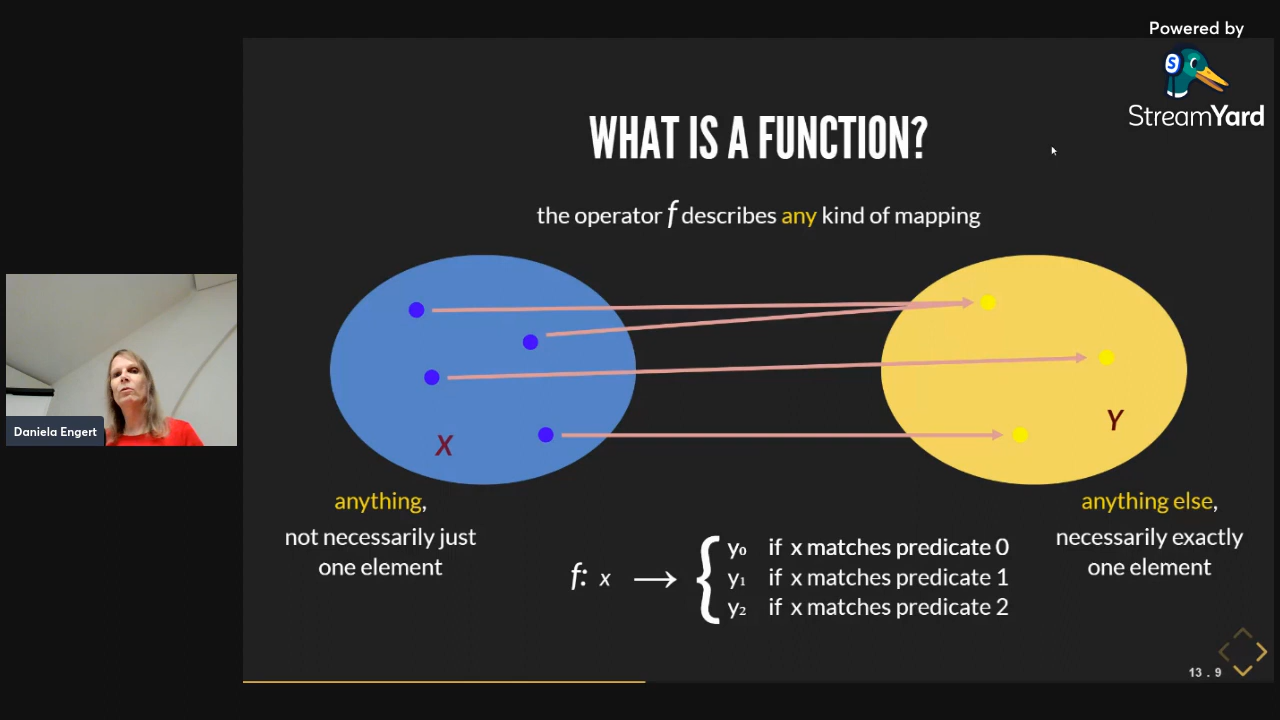 Powered by
StreamYard
WHAT IS A FUNCTION?
the operator f describes any kind of mapping
X
Y
anything,
not necessarily just
one element
anything else,
necessarily exactly
one element
f: x ⟶ { y₀ if x matches predicate 0
y₁ if x matches predicate 1
y₂ if x matches predicate 2
Daniela Engert
13 . 9
S